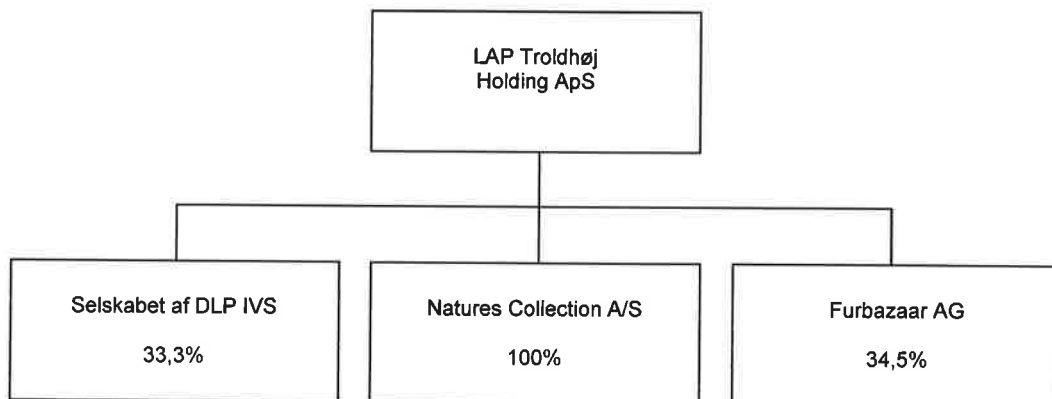 LAP Troldhøj
Holding ApS
Selskabet af DLP IVS
33,3%
Natures Collection A/S
100%
Furbazaar AG
34,5%